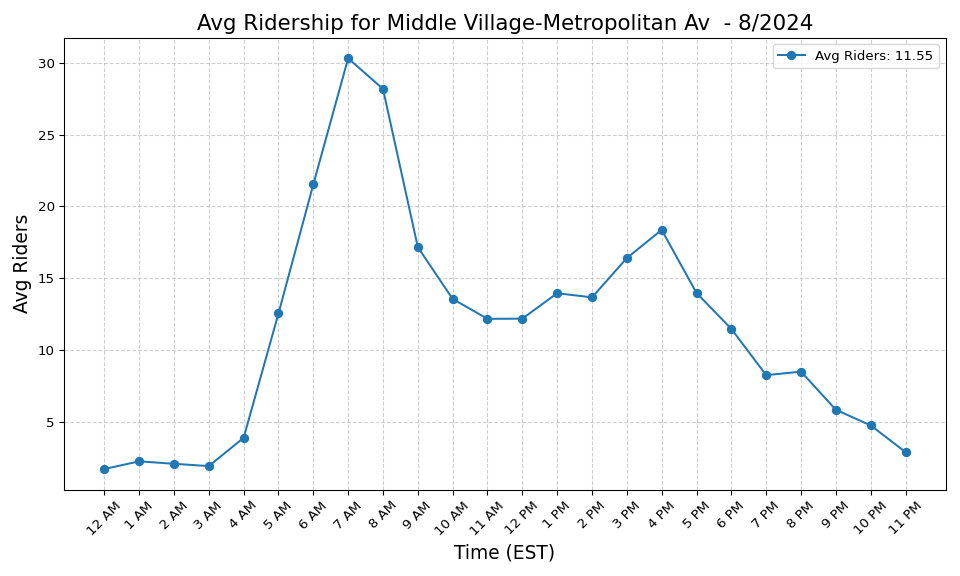 Avg Ridership for Middle Village-Metropolitan Av  - 8/2024
Avg Riders: 11.55
Avg Riders
30
25
20
15
10
5
12 AM
1 AM
2 AM
3 AM
4 AM
5 AM
6 AM
7 AM
8 AM
9 AM
10 AM
11 AM
12 PM
1 PM
2 PM
3 PM
4 PM
5 PM
6 PM
7 PM
8 PM
9 PM
10 PM
11 PM
Time (EST)